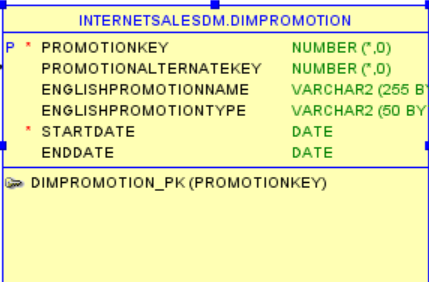 INTERNETSALESDM.DIMPROMOTION
P * PROMOTIONKEY NUMBER (*,0)
PROMOTIONALTERNATEKEY NUMBER (*,0)
ENGLISHPROMOTIONNAME VARCHAR2 (255 BY
ENGLISHPROMOTIONTYPE VARCHAR2 (50 BY
* STARTDATE DATE
ENDDATE DATE
DIMPROMOTION_PK (PROMOTIONKEY)